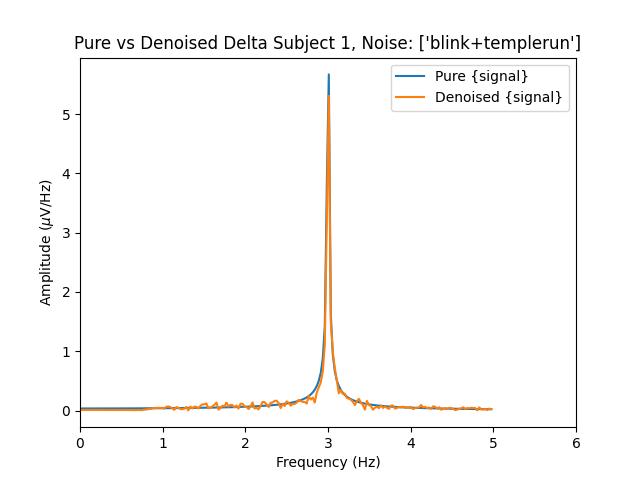 Pure vs Denoised Delta Subject 1, Noise: ['blink+templerun']
Pure {signal}
Denoised {signal}
Amplitude (μV/Hz)
5
4
3
2
1
0
0 1 2 3 4 5 6
Frequency (Hz)